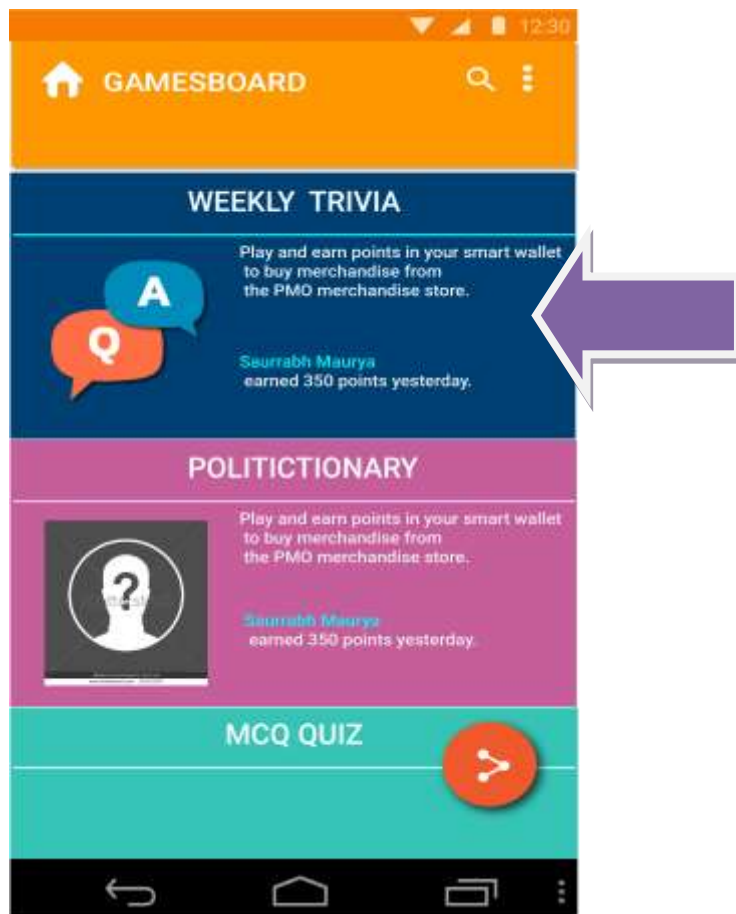 12:30
GAMESBOARD
WEEKLY TRIVIA
Play and earn points in your smart wallet
to buy merchandise from
the PMO merchandise store.
A
Q
Saurrabh Maurya
earned 350 points yesterday.
POLITICTIONARY
Play and earn points in your smart wallet
to buy merchandise from
the PMO merchandise store.
?
Saurrabh Maurya
earned 350 points yesterday.
MCQ QUIZ